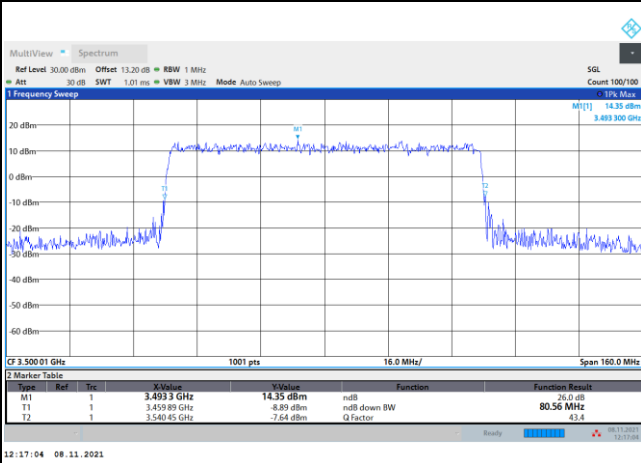 MultiView Spectrum
Ref Level 30.00 dBm Offset 13.20 dB RBW 1 MHz SGL
Att 30 dB SWT 1.01 ms VBW 3 MHz Mode Auto Sweep Count 100/100
1 Frequency Sweep 1Pk Max
M1[1] 14.35 dBm
3.493 300 GHz
20 dBm
M1
10 dBm
0 dBm
T1
T2
-10 dBm
-20 dBm
-30 dBm
-40 dBm
-50 dBm
-60 dBm
CF 3.500 01 GHz 1001 pts 16.0 MHz/ Span 160.0 MHz
2 Marker Table
Type Ref Trc X-Value Y-Value Function Function Result
M1 1 3.493 3 GHz 14.35 dBm ndB 26.0 dB
T1 1 3.459 89 GHz -8.89 dBm ndB down BW 80.56 MHz
T2 1 3.540 45 GHz -7.64 dBm Q Factor 43.4
Ready 08.11.2021
12:17:04
12:17:04 08.11.2021